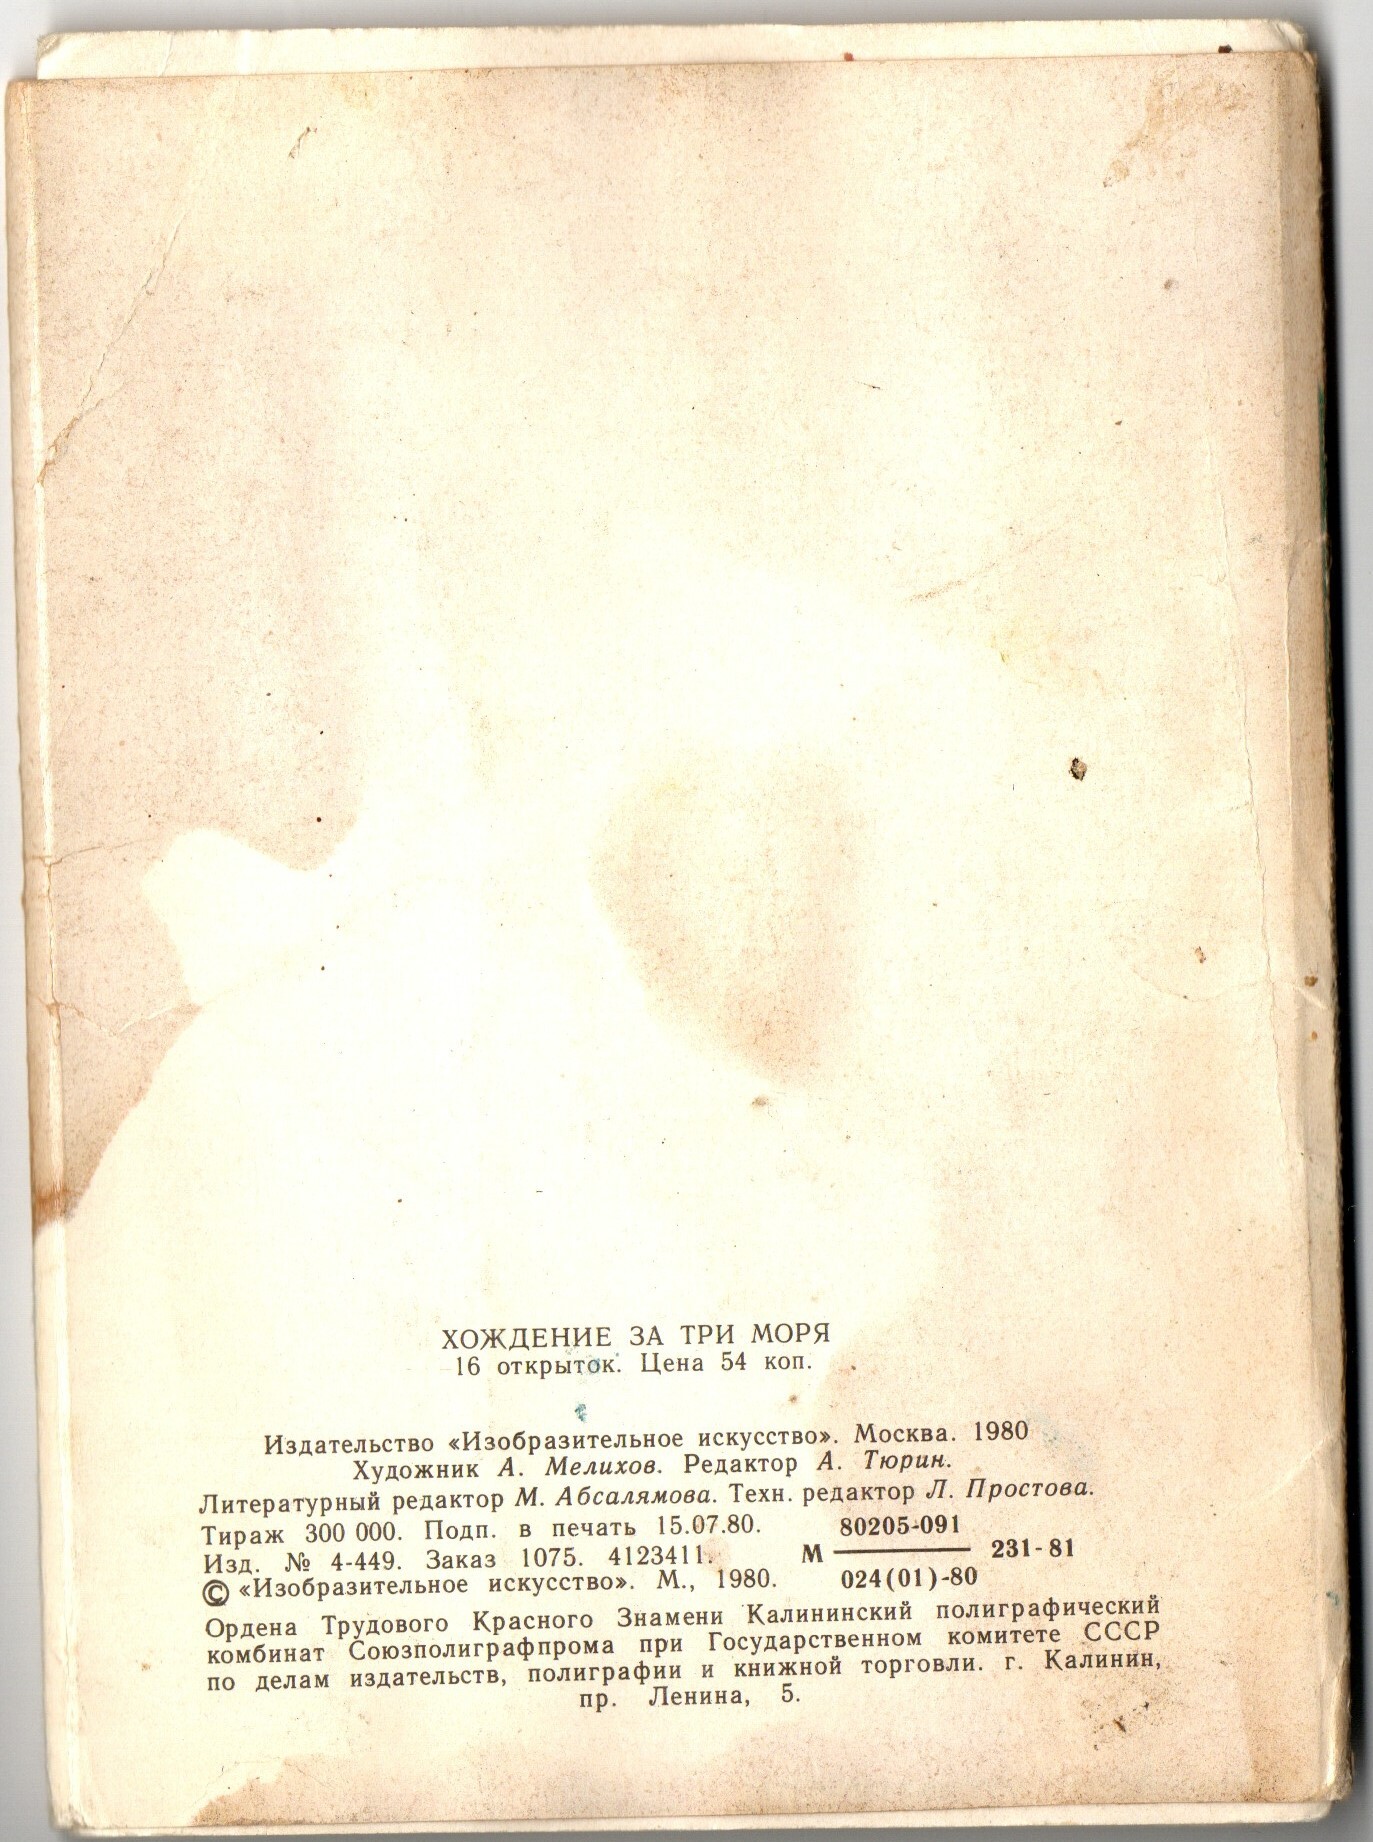 ХОЖДЕНИЕ ЗА ТРИ МОРЯ
16 открыток. Цена 54 коп.
Издательство «Изобразительное искусство». Москва. 1980
Художник А. Мелихов. Редактор А. Тюрин.
Литературный редактор М. Абсалямова. Техн. редактор Л. Простова.
Тираж 300 000. Подп. в печать 15.07.80.
Изд. № 4-449. Заказ 1075. 4123411.
© «Изобразительное искусство». М., 1980.
80205-091
М 231-81
024(01)-80
Ордена Трудового Красного Знамени Калининский полиграфический
комбинат Союзполиграфпрома при Государственном комитете СССР
по делам издательств, полиграфии и книжной торговли. г. Калинин,
пр. Ленина, 5.